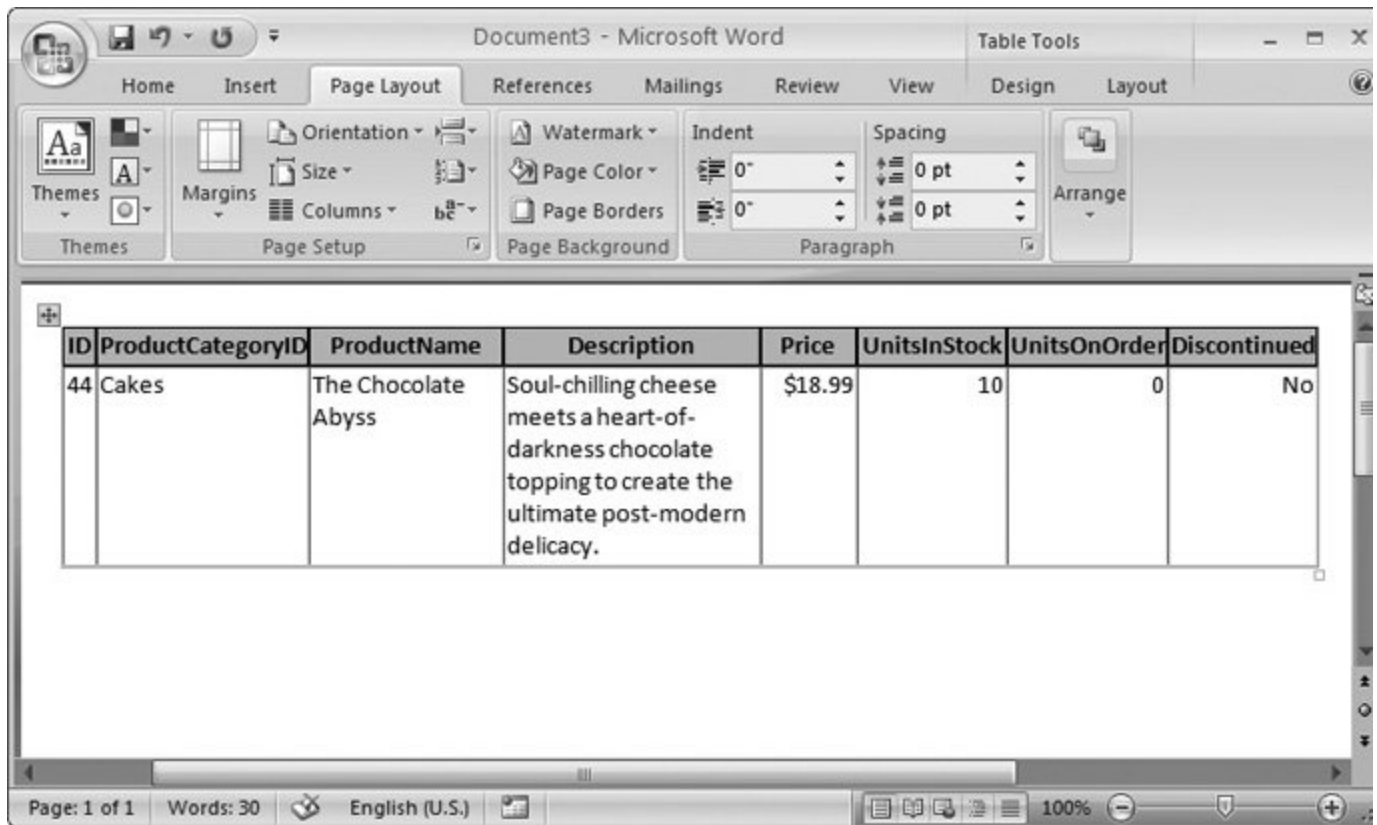 Document3 - Microsoft Word
Table Tools
Home Insert Page Layout References Mailings Review View Design Layout
Aa
Themes
A
Themes
Margins
Orientation
Size
Columns
Page Setup
Watermark
Page Color
Page Borders
Page Background
Indent
0"
0"
Spacing
0 pt
0 pt
Paragraph
Arrange
ID ProductCategoryID ProductName Description Price UnitsInStock UnitsOnOrder Discontinued
44 Cakes The Chocolate Soul-chilling cheese $18.99 10 0 No
Abyss meets a heart-of-
darkness chocolate
topping to create the
ultimate post-modern
delicacy.
Page: 1 of 1 Words: 30 English (U.S.) 100%